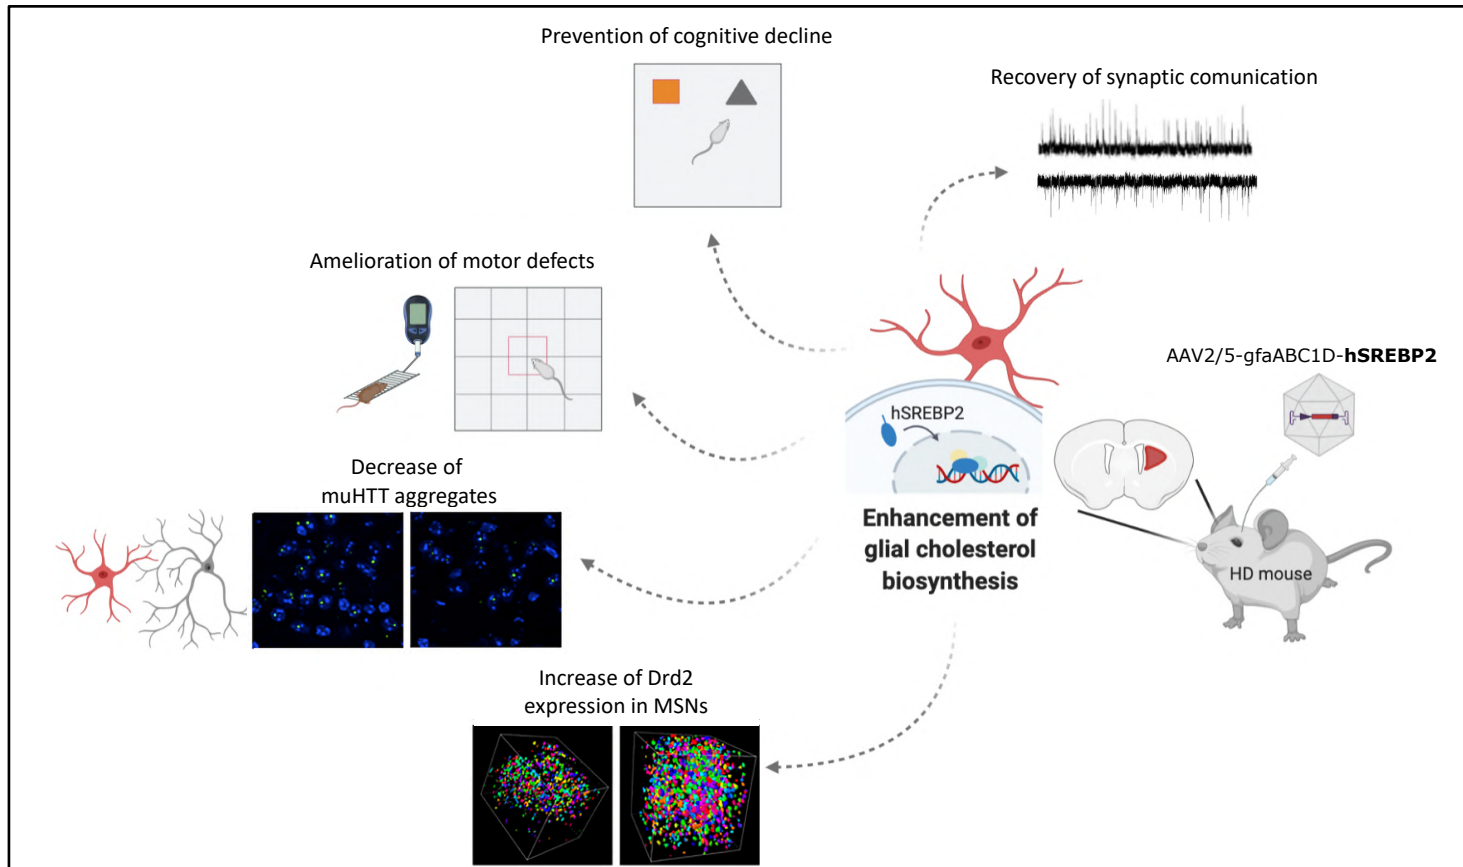 Prevention of cognitive decline
Recovery of synaptic comunication
Amelioration of motor defects
AAV2/5-gfaABC1D-hSREBP2
hSREBP2
Decrease of
muHTT aggregates
Enhancement of
glial cholesterol
biosynthesis
HD mouse
Increase of Drd2
expression in MSNs